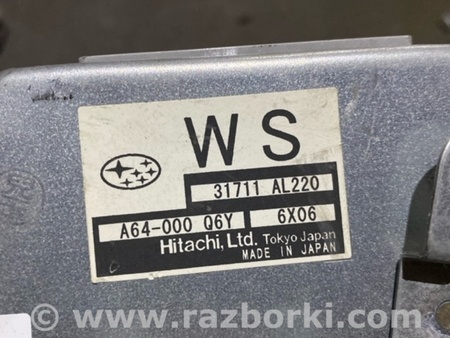 WS
31711 AL220
A64-000 Q6Y 6X06
Hitachi, Ltd. Tokyo Japan
MADE IN JAPAN
www.razborki.com